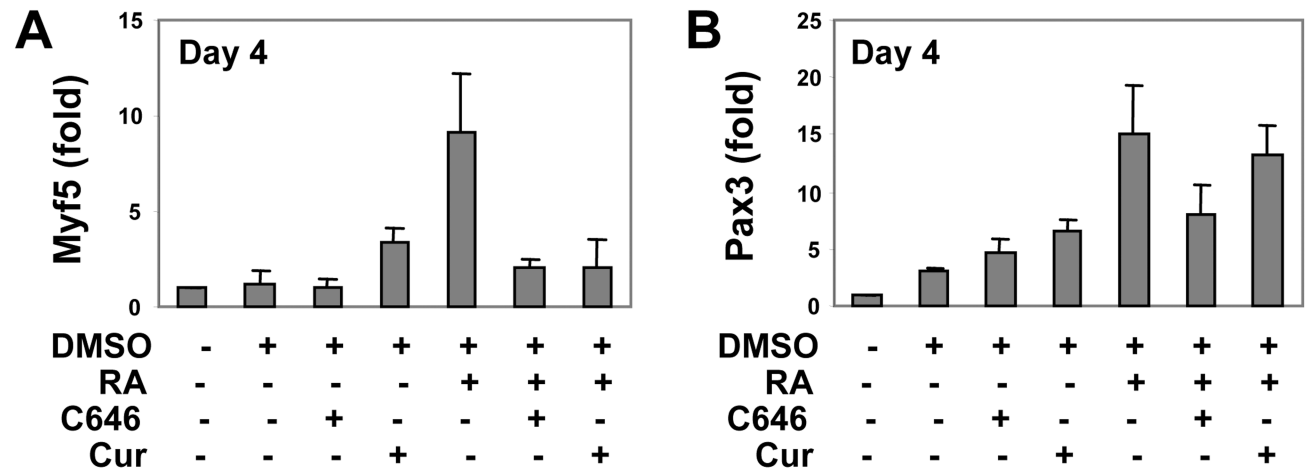 A
Day 4
Myf5 (fold)
15
10
5
0
DMSO - + + + + + +
RA - - - - + + +
C646 - - + - - + -
Cur - - - + - - +
B
Day 4
Pax3 (fold)
25
20
15
10
5
0
DMSO - + + + + + +
RA - - - - + + +
C646 - - + - - + -
Cur - - - + - - +